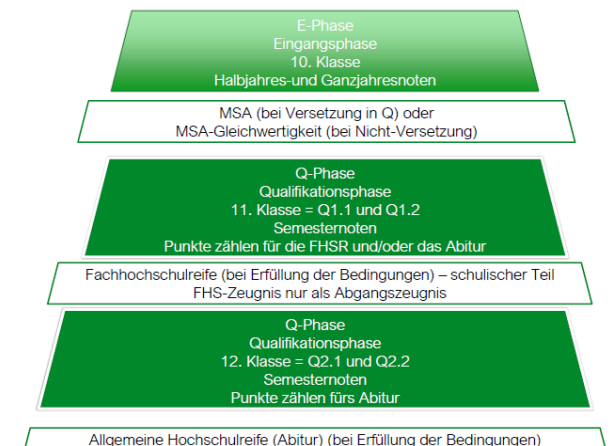 E-Phase
Eingangsphase
10. Klasse
Halbjahres-und Ganzjahresnoten
MSA (bei Versetzung in Q) oder
MSA-Gleichwertigkeit (bei Nicht-Versetzung)
Q-Phase
Qualifikationsphase
11. Klasse = Q1.1 und Q1.2
Semesternoten
Punkte zählen für die FHSR und/oder das Abitur
Fachhochschulreife (bei Erfüllung der Bedingungen) – schulischer Teil
FHS-Zeugnis nur als Abgangszeugnis
Q-Phase
Qualifikationsphase
12. Klasse = Q2.1 und Q2.2
Semesternoten
Punkte zählen fürs Abitur
Allgemeine Hochschulreife (Abitur) (bei Erfüllung der Bedingungen)